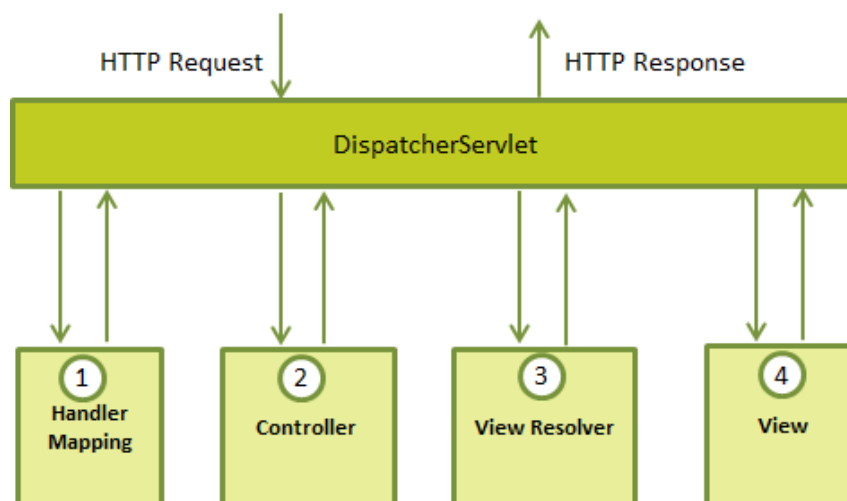 HTTP Request
HTTP Response
DispatcherServlet
1
Handler
Mapping
2
Controller
3
View Resolver
4
View